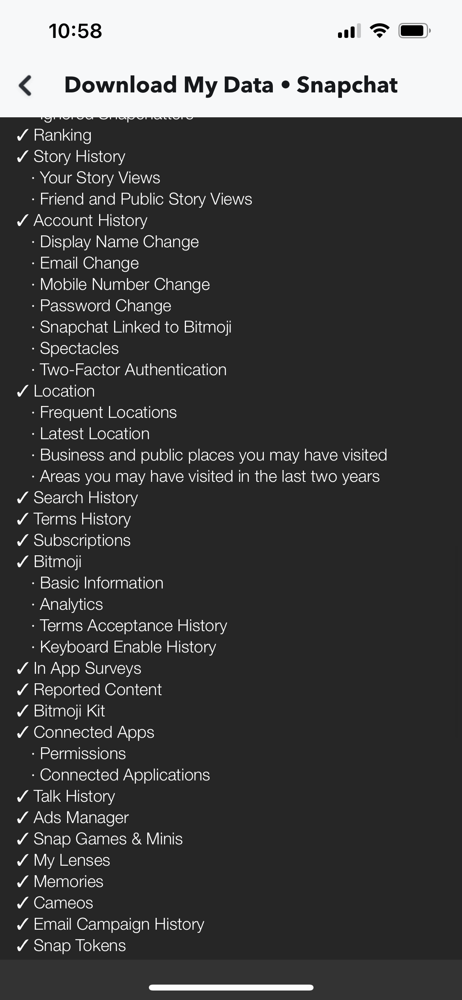 10:58
Download My Data • Snapchat
Ignored Snapchatters
✓ Ranking
✓ Story History
· Your Story Views
· Friend and Public Story Views
✓ Account History
· Display Name Change
· Email Change
· Mobile Number Change
· Password Change
· Snapchat Linked to Bitmoji
· Spectacles
· Two-Factor Authentication
✓ Location
· Frequent Locations
· Latest Location
· Business and public places you may have visited
· Areas you may have visited in the last two years
✓ Search History
✓ Terms History
✓ Subscriptions
✓ Bitmoji
· Basic Information
· Analytics
· Terms Acceptance History
· Keyboard Enable History
✓ In App Surveys
✓ Reported Content
✓ Bitmoji Kit
✓ Connected Apps
· Permissions
· Connected Applications
✓ Talk History
✓ Ads Manager
✓ Snap Games & Minis
✓ My Lenses
✓ Memories
✓ Cameos
✓ Email Campaign History
✓ Snap Tokens